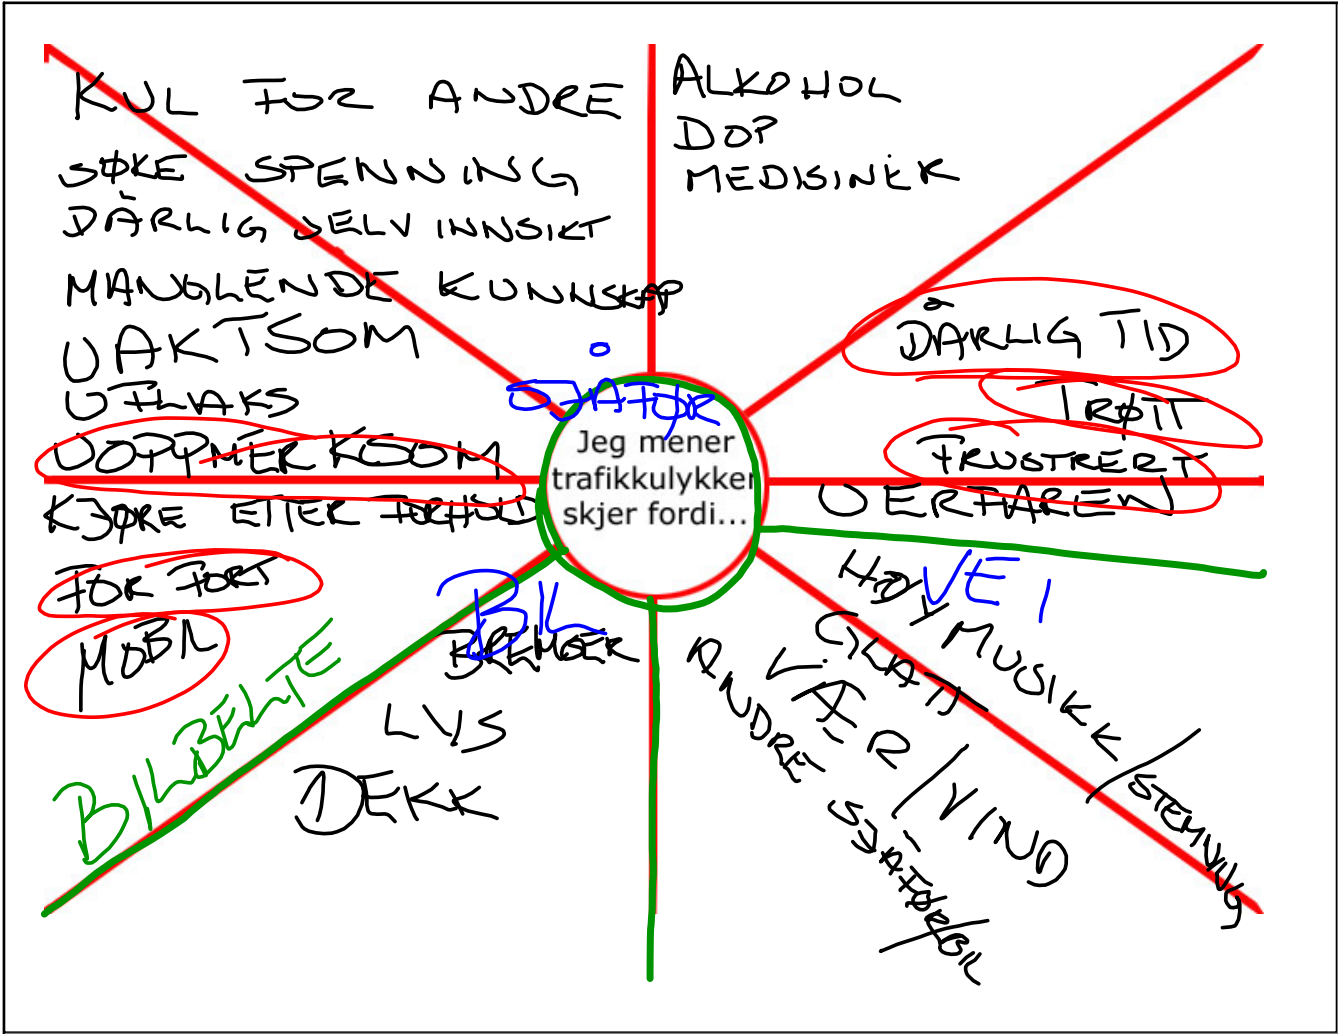 KUL FOR ANDRE
SØKE SPENNING
DÅRLIG SELV INNSIKT
MANGLENDE KUNNSKAP
UAKTSOM
UFLAKS
UOPPMERKSOM
KJØRE ETTER FORHOLD
FOR FORT
MOBIL
BILBELTE
ALKOHOL
DOP
MEDISINER
DÅRLIG TID
TRØTT
FRUSTRERT
UERFAREN
SJÅFØR
Jeg mener
trafikkulykker
skjer fordi...
BIL
BREMSER
LYS
DEKK
VEI
HØY MUSIKK/STEMNING
GLATT
VÆR/VIND
ANDRE SJÅFØR/BIL